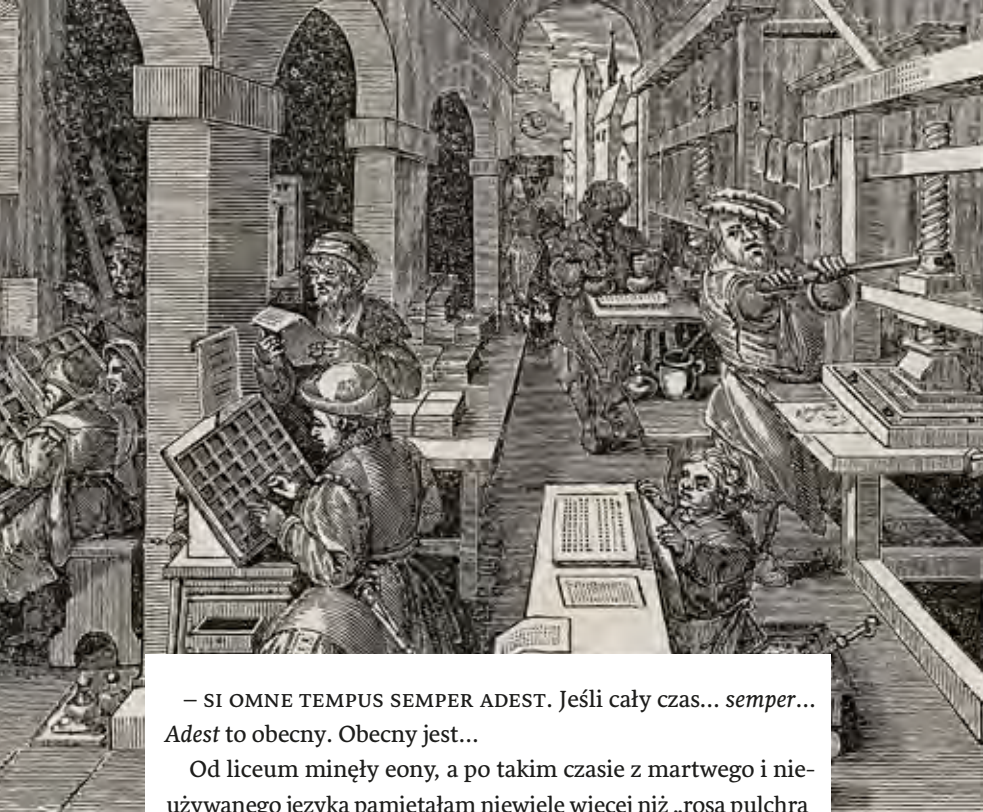 – SI OMNE TEMPUS SEMPER ADEST. Jeśli cały czas... semper...
Adest to obecny. Obecny jest...
Od liceum minęły eony, a po takim czasie z martwego i nie-
używanego języka pamiętałam niewiele więcej niż „rosa pulchra